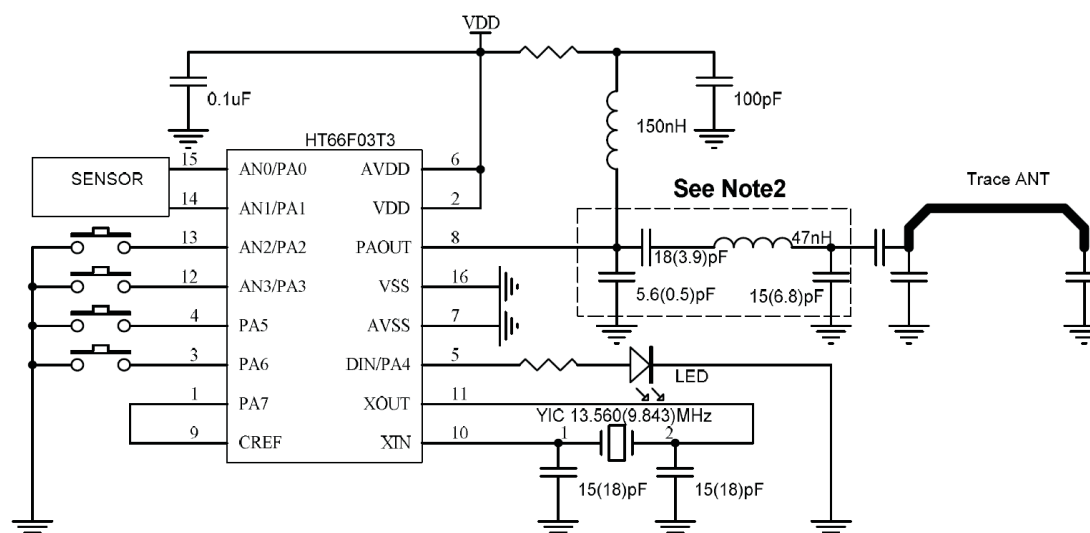 VDD
0.1uF
100pF
150nH
HT66F03T3
SENSOR
15 AN0/PA0 AVDD 6
14 AN1/PA1 VDD 2
13 AN2/PA2 PAOUT 8
12 AN3/PA3 VSS 16
4 PA5 AVSS 7
3 PA6 DIN/PA4 5
1 PA7 XOUT 11
9 CREF XTN 10
See Note2
Trace ANT
47nH
18(3.9)pF
5.6(0.5)pF
15(6.8)pF
LED
YIC 13.560(9.843)MHz
1 2
15(18)pF 15(18)pF